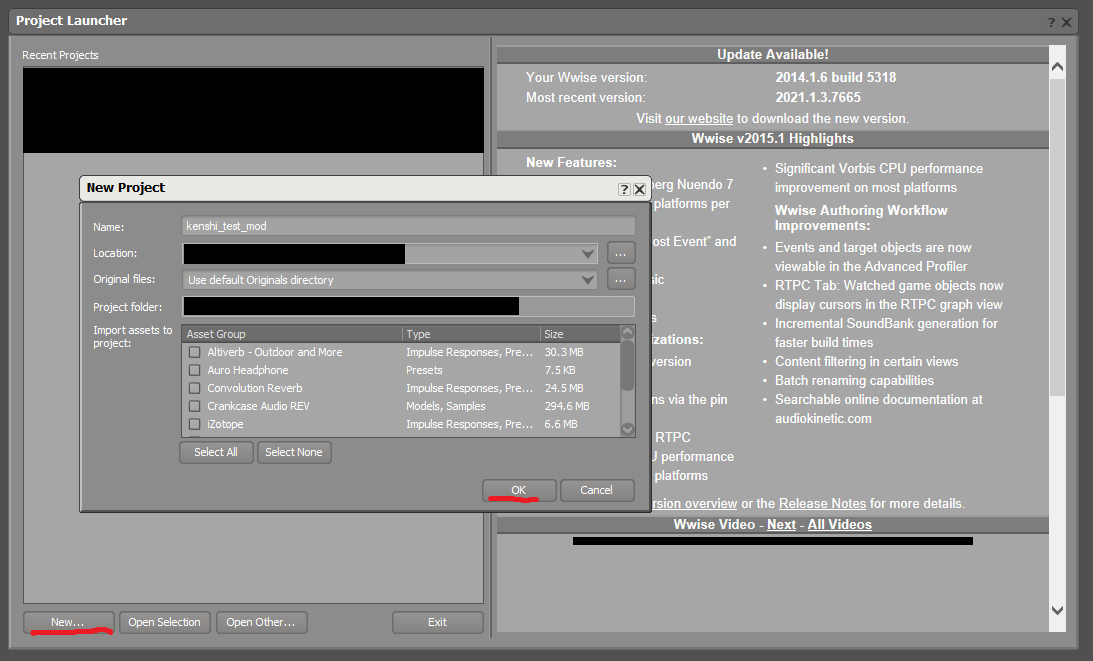 Project Launcher
?
Recent Projects
Update Available!
Your Wwise version: 2014.1.6 build 5318
Most recent version: 2021.1.3.7665
Visit our website to download the new version.
Wwise v2015.1 Highlights
New Features:
erg Nuendo 7
platforms per
ost Event" and
sic
s
izations:
version
ns via the pin
RTPC
U performance
platforms
• Significant Vorbis CPU performance
improvement on most platforms
Wwise Authoring Workflow
Improvements:
• Events and target objects are now
viewable in the Advanced Profiler
• RTPC Tab: Watched game objects now
display cursors in the RTPC graph view
• Incremental SoundBank generation for
faster build times
• Content filtering in certain views
• Batch renaming capabilities
• Searchable online documentation at
audiokinetic.com
rsion overview or the Release Notes for more details.
Wwise Video - Next - All Videos
New Project
?
Name: kenshi_test_mod
Location: ...
Original files: Use default Originals directory ...
Project folder:
Import assets to
project:
Asset Group Type Size
Altiverb - Outdoor and More Impulse Responses, Pre... 30.3 MB
Auro Headphone Presets 7.5 KB
Convolution Reverb Impulse Responses, Pre... 24.5 MB
Crankcase Audio REV Models, Samples 294.6 MB
iZotope Impulse Responses, Pre... 6.6 MB
Select All Select None
OK Cancel
New... Open Selection Open Other... Exit